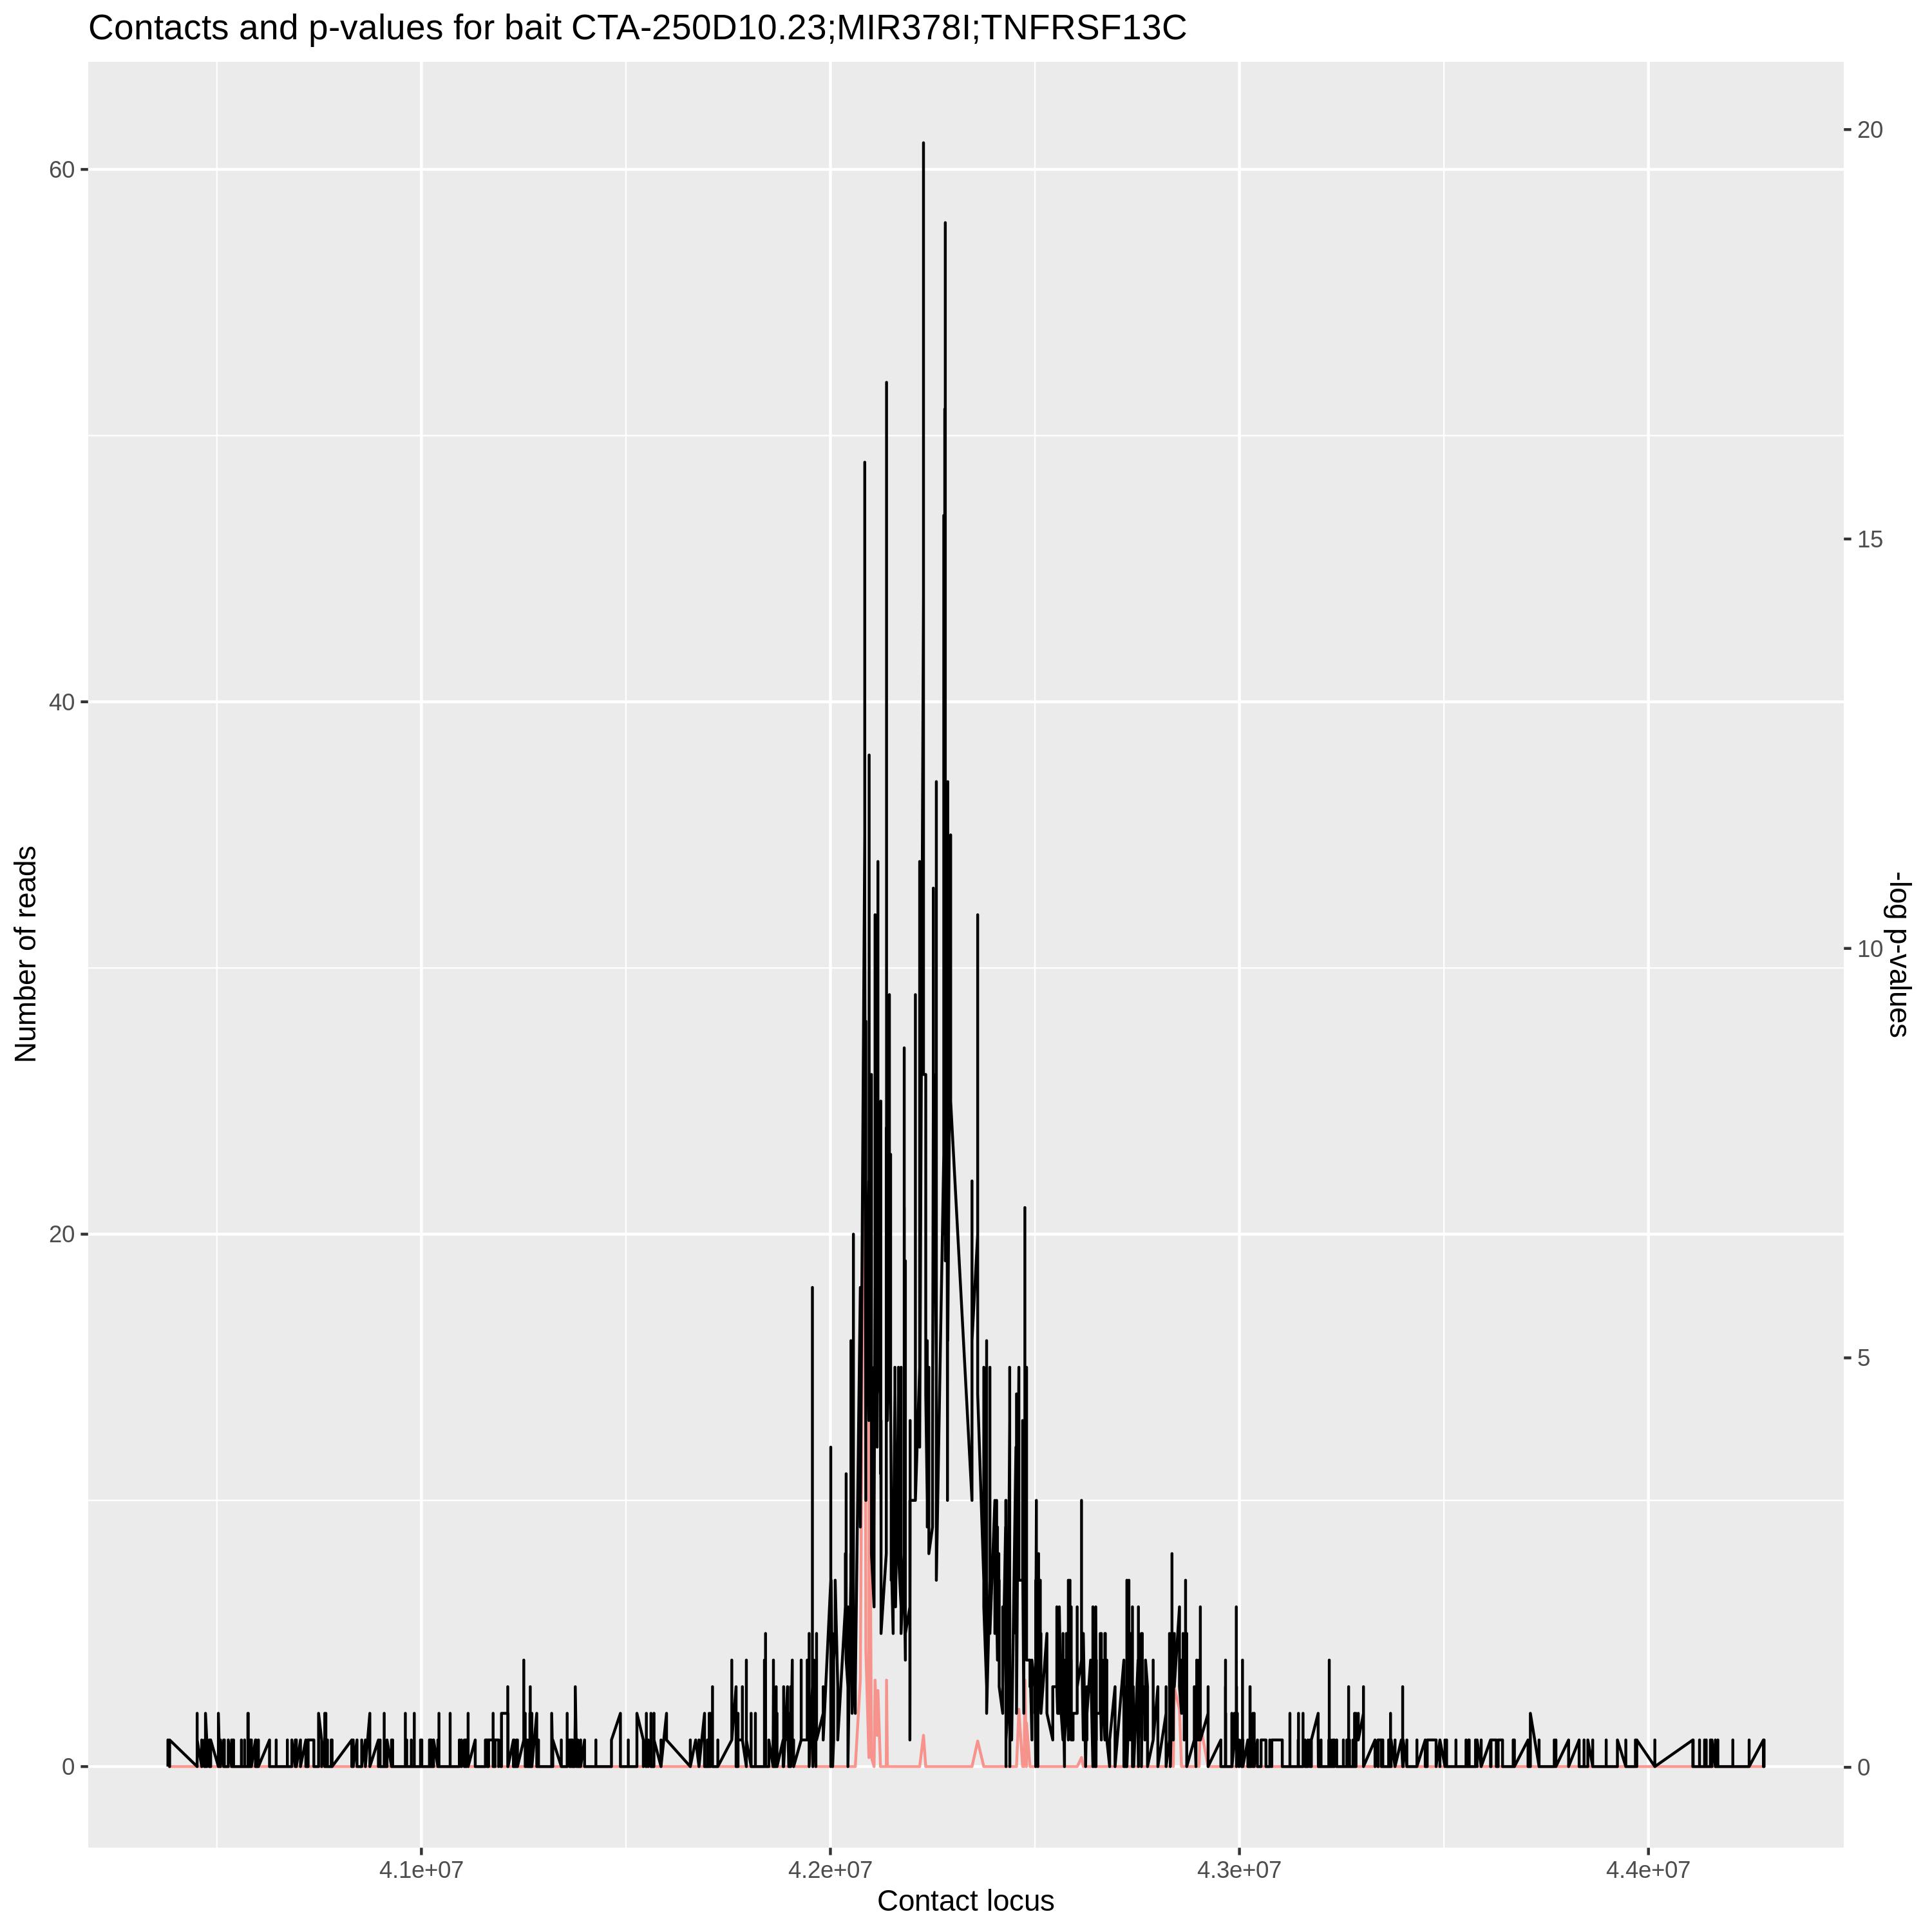 Contacts and p-values for bait CTA-250D10.23;MIR378I;TNFRSF13C
60
40
20
0
Number of reads
20
15
10
5
0
-log p-values
4.1e+07
4.2e+07
4.3e+07
4.4e+07
Contact locus